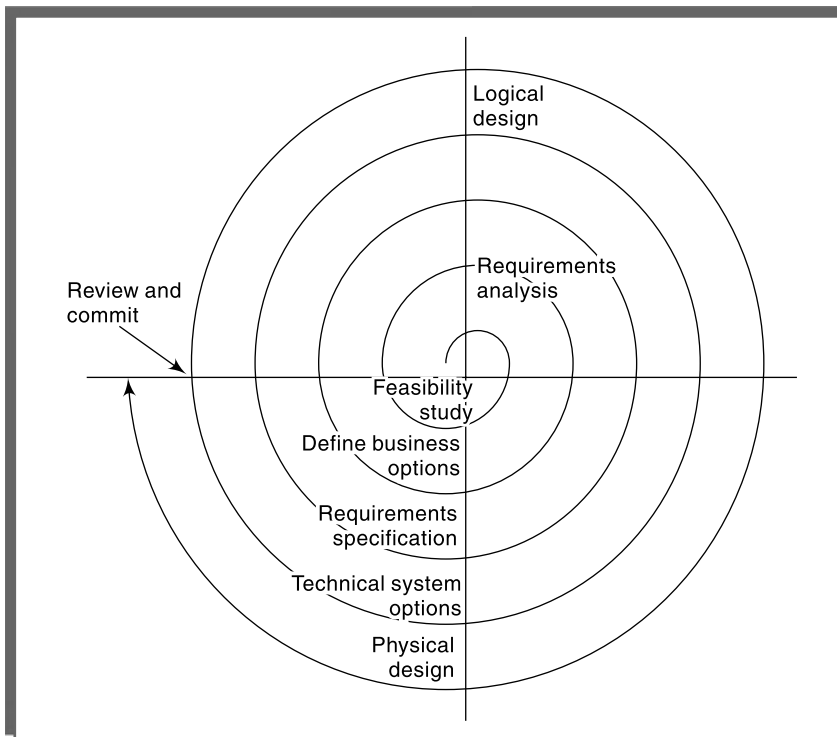 Logical
design
Requirements
analysis
Review and
commit
Feasibility
study
Define business
options
Requirements
specification
Technical system
options
Physical
design